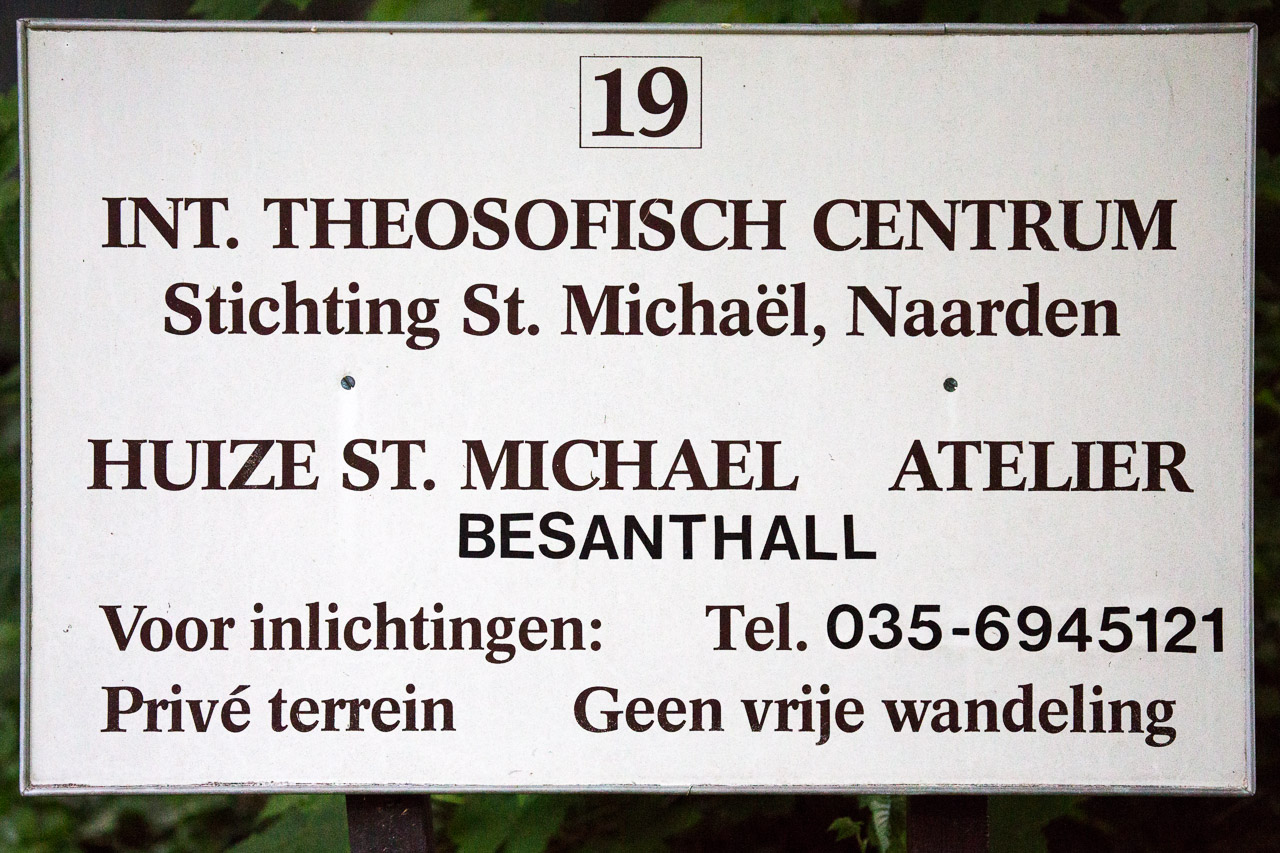 19
INT. THEOSOFISCH CENTRUM
Stichting St. Michaël, Naarden
HUIZE ST. MICHAEL ATELIER
BESANTHALL
Voor inlichtingen: Tel. 035-6945121
Privé terrein Geen vrije wandeling